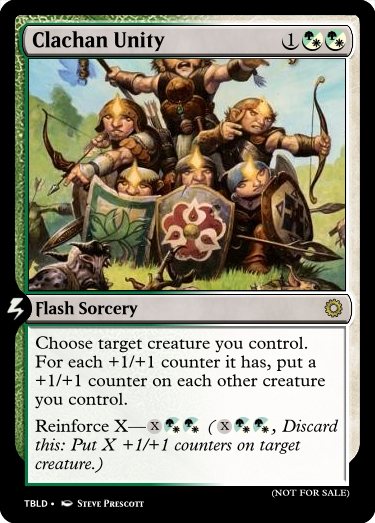 Clachan Unity 1
Flash Sorcery
Choose target creature you control.
For each +1/+1 counter it has, put a
+1/+1 counter on each other creature
you control.
Reinforce X— X ( X , Discard
this: Put X +1/+1 counters on target
creature.)
(NOT FOR SALE)
TBLD • Steve Prescott